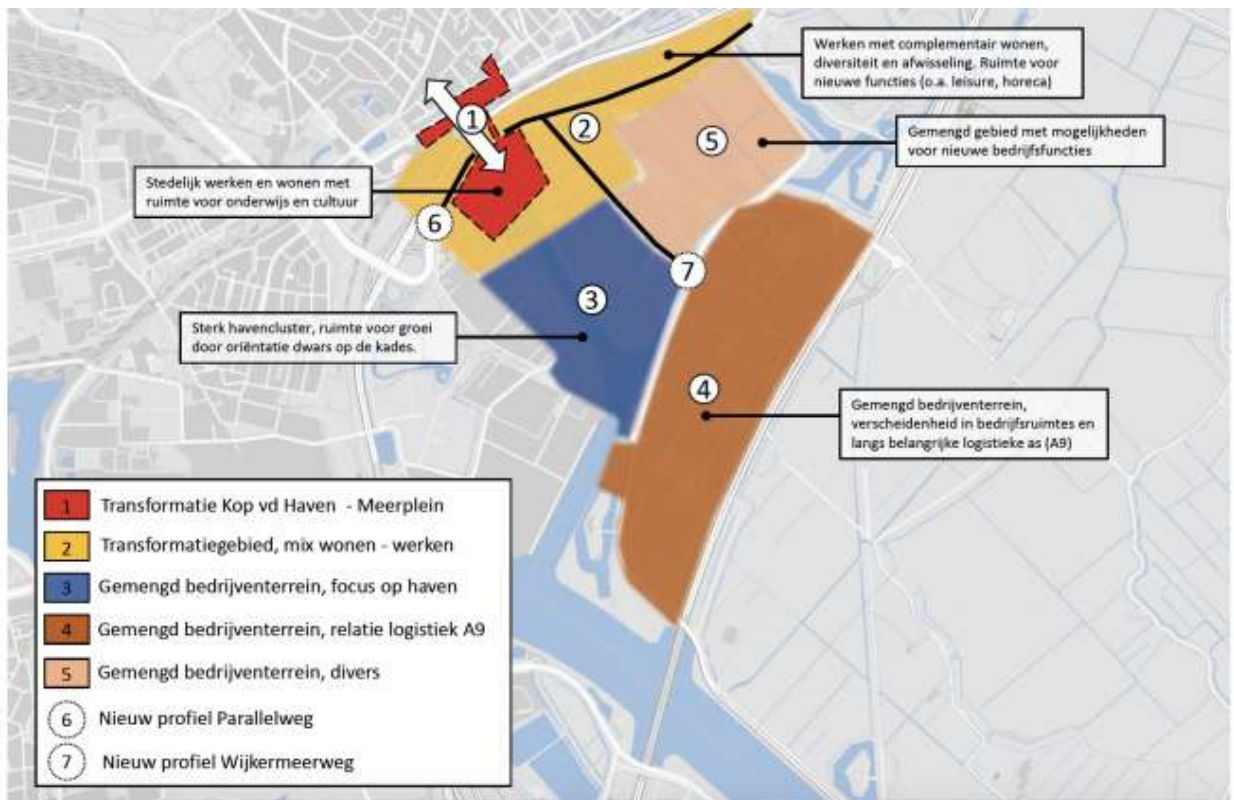 Werken met complementair wonen,
diversiteit en afwisseling. Ruimte voor
nieuwe functies (o.a. leisure, horeca)
1
2
5
Gemengd gebied met mogelijkheden
voor nieuwe bedrijfsfuncties
Stedelijk werken en wonen met
ruimte voor onderwijs en cultuur
6
7
3
Sterk havencluster, ruimte voor groei
door oriëntatie dwars op de kades.
4
Gemengd bedrijventerrein,
verscheidenheid in bedrijfsruimtes en
langs belangrijke logistieke as (A9)
1 Transformatie Kop vd Haven - Meerplein
2 Transformatiegebied, mix wonen - werken
3 Gemengd bedrijventerrein, focus op haven
4 Gemengd bedrijventerrein, relatie logistiek A9
5 Gemengd bedrijventerrein, divers
6 Nieuw profiel Parallelweg
7 Nieuw profiel Wijkermeerweg